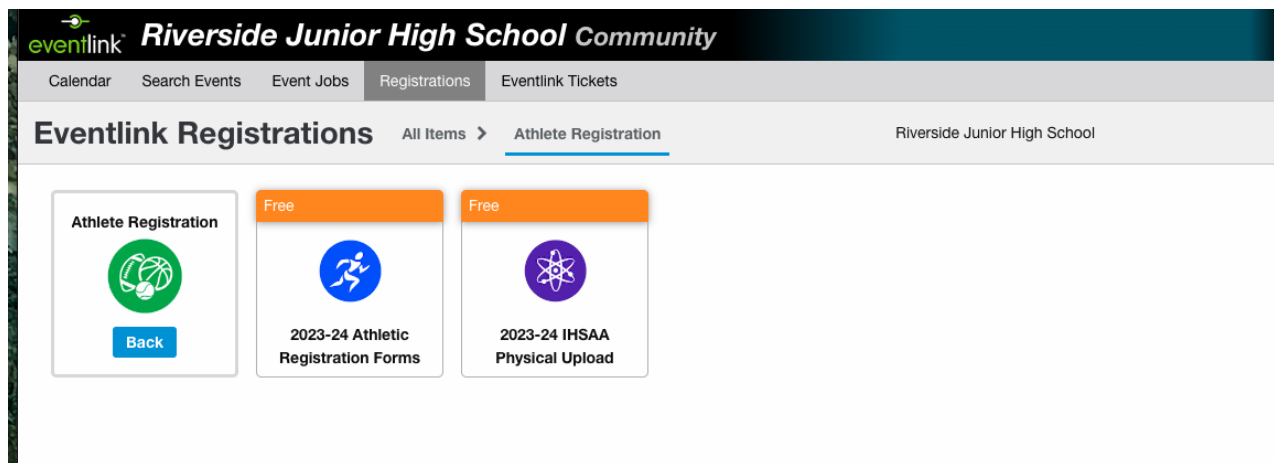 eventlink Riverside Junior High School Community
Calendar Search Events Event Jobs Registrations Eventlink Tickets
Eventlink Registrations All Items > Athlete Registration Riverside Junior High School
Athlete Registration
Back
Free
2023-24 Athletic
Registration Forms
Free
2023-24 IHSAA
Physical Upload